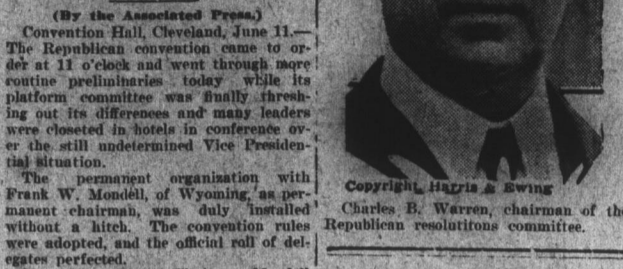 (By the Associated Press.)
Convention Hall, Cleveland, June 11.—
The Republican convention came to or-
der at 11 o'clock and went through more
routine preliminaries today while its
platform committee was finally thresh-
ing out its differences and many leaders
were closeted in hotels in conference ov-
er the still undetermined Vice Presiden-
tial situation.
The permanent organization with
Frank W. Mondell, of Wyoming, as per-
manent chairman, was duly installed
without a hitch. The convention rules
were adopted, and the official roll of del-
egates perfected.
Copyright, Harris & Ewing
Charles B. Warren, chairman of the
Republican resolutitons committee.